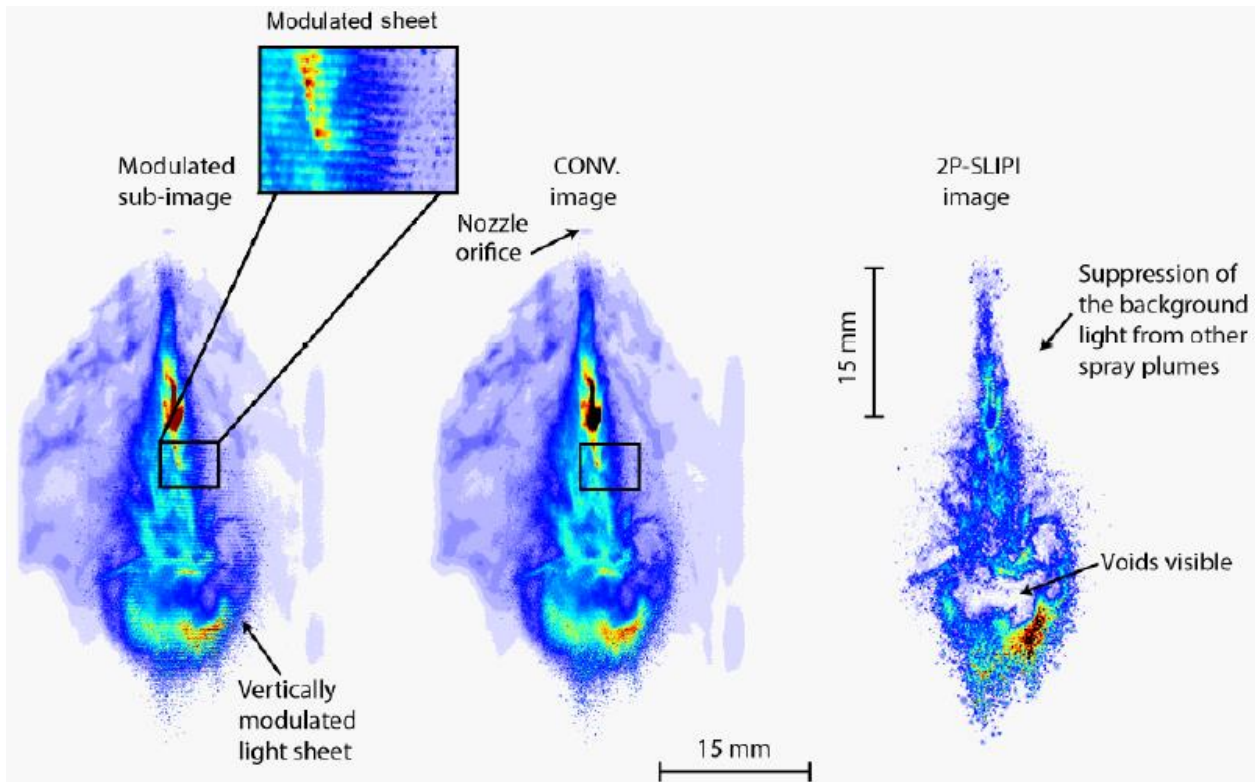 Modulated sheet
Modulated
sub-image
CONV.
image
2P-SLIPI
image
Nozzle
orifice
15 mm
Suppression of
the background
light from other
spray plumes
Voids visible
Vertically
modulated
light sheet
15 mm